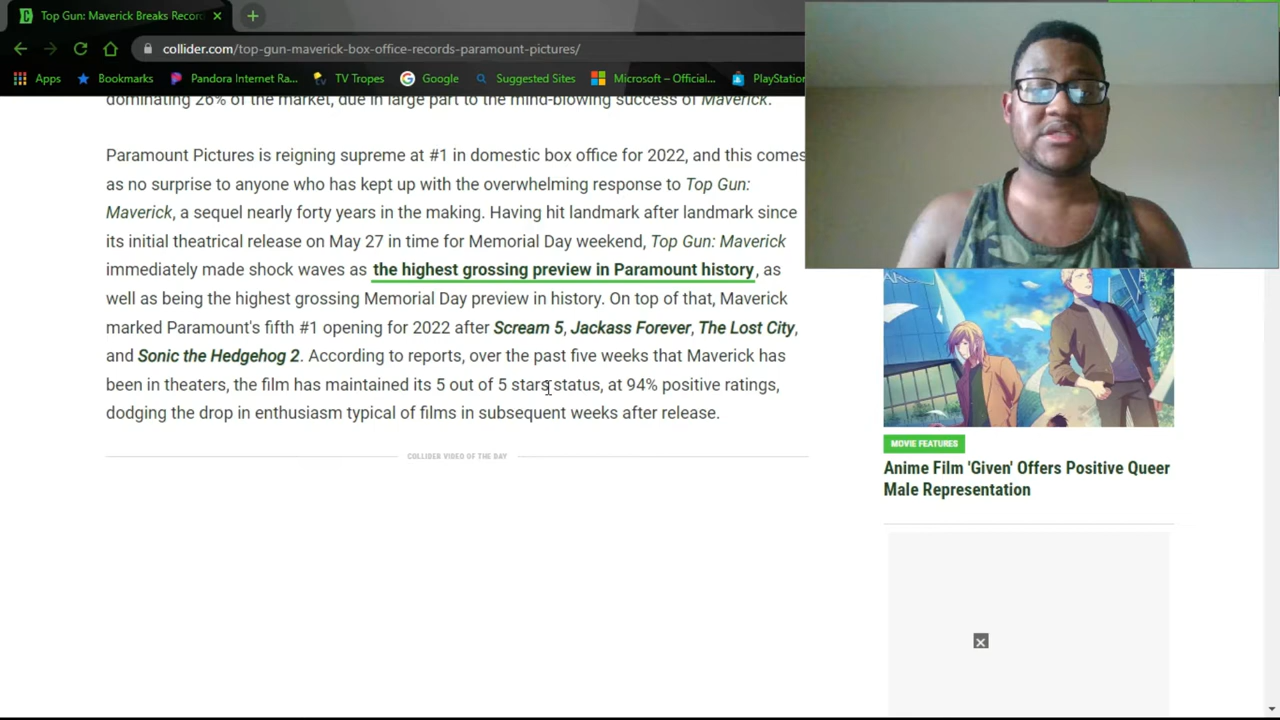 Top Gun: Maverick Breaks Recor
collider.com/top-gun-maverick-box-office-records-paramount-pictures/
Apps Bookmarks Pandora Internet Ra... TV Tropes Google Suggested Sites Microsoft – Official... PlayStation
dominating 26% of the market, due in large part to the mind-blowing success of Maverick.
Paramount Pictures is reigning supreme at #1 in domestic box office for 2022, and this comes
as no surprise to anyone who has kept up with the overwhelming response to Top Gun:
Maverick, a sequel nearly forty years in the making. Having hit landmark after landmark since
its initial theatrical release on May 27 in time for Memorial Day weekend, Top Gun: Maverick
immediately made shock waves as the highest grossing preview in Paramount history, as
well as being the highest grossing Memorial Day preview in history. On top of that, Maverick
marked Paramount's fifth #1 opening for 2022 after Scream 5, Jackass Forever, The Lost City,
and Sonic the Hedgehog 2. According to reports, over the past five weeks that Maverick has
been in theaters, the film has maintained its 5 out of 5 stars status, at 94% positive ratings,
dodging the drop in enthusiasm typical of films in subsequent weeks after release.
COLLIDER VIDEO OF THE DAY
MOVIE FEATURES
Anime Film 'Given' Offers Positive Queer
Male Representation